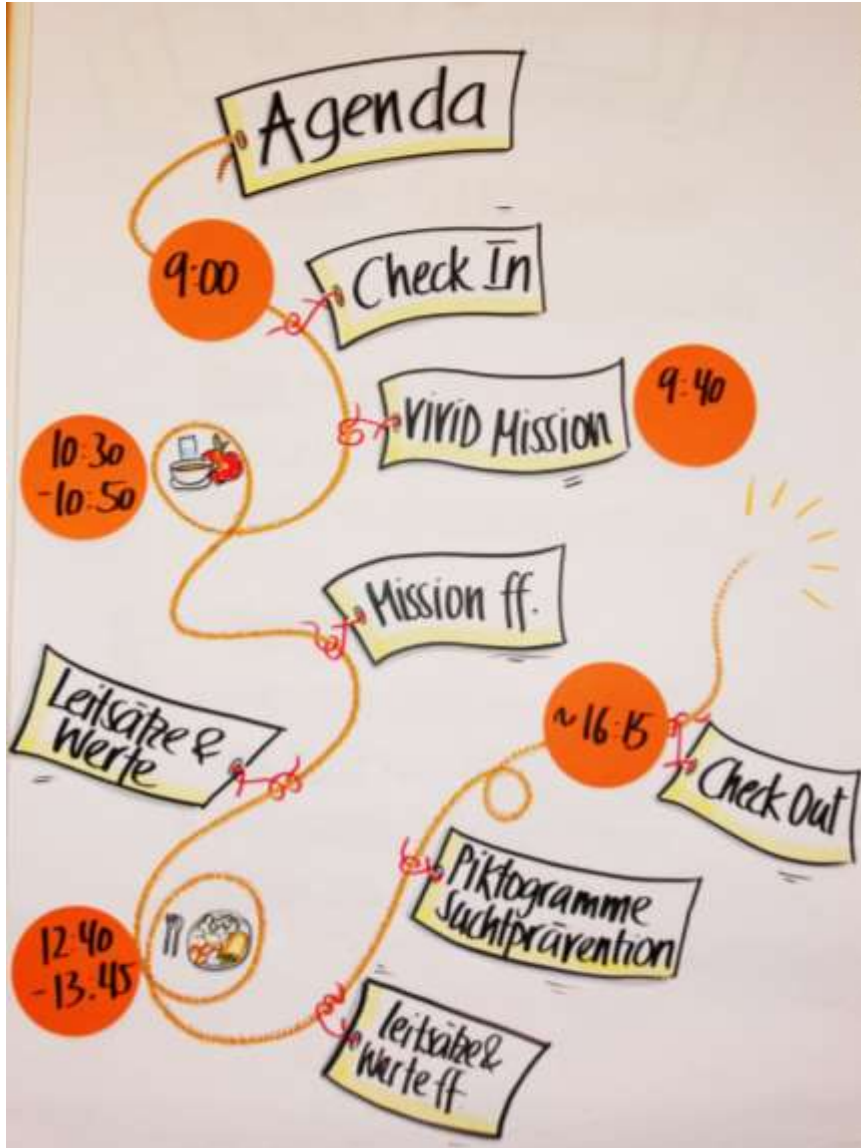 Agenda
9:00
Check In
VIVID Mission
9:40
10:30
-10:50
Mission ff.
Leitsätze &
Werte
12:40
-13.45
leitsätze &
Werte ff
Piktogramme
Suchtprävention
~16:15
Check Out